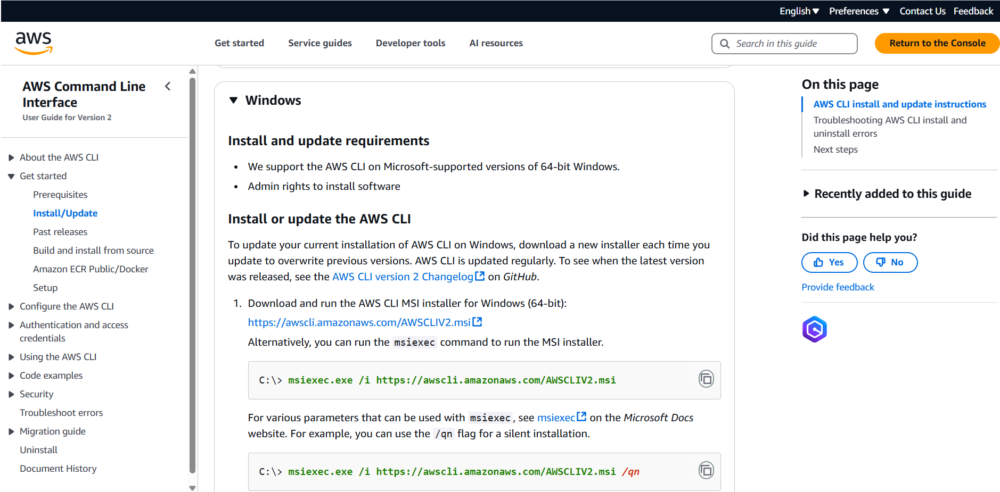 English Preferences Contact Us Feedback
aws
Get started Service guides Developer tools AI resources
Search in this guide
Return to the Console
AWS Command Line
Interface
User Guide for Version 2
About the AWS CLI
Get started
Prerequisites
Install/Update
Past releases
Build and install from source
Amazon ECR Public/Docker
Setup
Configure the AWS CLI
Authentication and access
credentials
Using the AWS CLI
Code examples
Security
Troubleshoot errors
Migration guide
Uninstall
Document History
Windows
Install and update requirements
• We support the AWS CLI on Microsoft-supported versions of 64-bit Windows.
• Admin rights to install software
Install or update the AWS CLI
To update your current installation of AWS CLI on Windows, download a new installer each time you
update to overwrite previous versions. AWS CLI is updated regularly. To see when the latest version
was released, see the AWS CLI version 2 Changelog on GitHub.
1. Download and run the AWS CLI MSI installer for Windows (64-bit):
https://awscli.amazonaws.com/AWSCLIV2.msi
Alternatively, you can run the msiexec command to run the MSI installer.
C:\> msiexec.exe /i https://awscli.amazonaws.com/AWSCLIV2.msi
For various parameters that can be used with msiexec, see msiexec on the Microsoft Docs
website. For example, you can use the /qn flag for a silent installation.
C:\> msiexec.exe /i https://awscli.amazonaws.com/AWSCLIV2.msi /qn
On this page
AWS CLI install and update instructions
Troubleshooting AWS CLI install and
uninstall errors
Next steps
Recently added to this guide
Did this page help you?
Yes No
Provide feedback